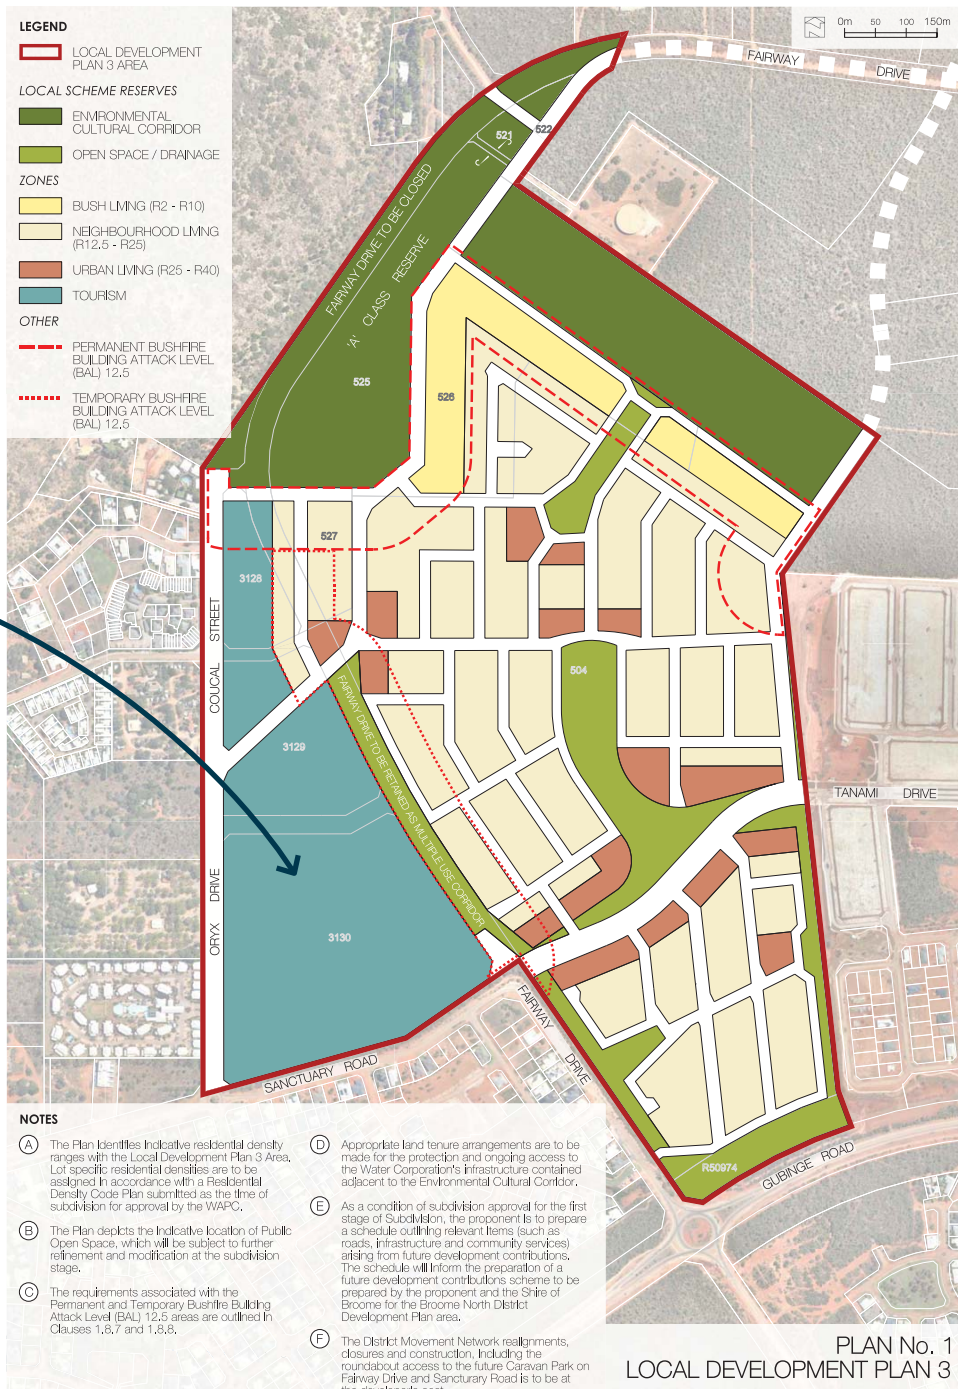 LEGEND
LOCAL DEVELOPMENT
PLAN 3 AREA
LOCAL SCHEME RESERVES
ENVIRONMENTAL
CULTURAL CORRIDOR
OPEN SPACE / DRAINAGE
ZONES
BUSH LIVING (R2 - R10)
NEIGHBOURHOOD LIVING
(R12.5 - R25)
URBAN LIVING (R25 - R40)
TOURISM
OTHER
PERMANENT BUSHFIRE
BUILDING ATTACK LEVEL
(BAL) 12.5
TEMPORARY BUSHFIRE
BUILDING ATTACK LEVEL
(BAL) 12.5
0m 50 100 150m
FAIRWAY DRIVE
521
522
FAIRWAY DRIVE TO BE CLOSED
'A' CLASS RESERVE
525
526
527
3128
COUCAL STREET
504
3129
FAIRWAY DRIVE TO BE RETAINED AS MULTIPLE USE CORRIDOR
TANAMI DRIVE
ORYX DRIVE
3130
FAIRWAY DRIVE
SANCTUARY ROAD
R50974
GUBINGE ROAD
NOTES
A The Plan identifies indicative residential density
ranges with the Local Development Plan 3 Area.
Lot specific residential densities are to be
assigned in accordance with a Residential
Density Code Plan submitted as the time of
subdivision for approval by the WAPC.
B The Plan depicts the indicative location of Public
Open Space, which will be subject to further
refinement and modification at the subdivision
stage.
C The requirements associated with the
Permanent and Temporary Bushfire Building
Attack Level (BAL) 12.5 areas are outlined in
Clauses 1.8.7 and 1.8.8.
D Appropriate land tenure arrangements are to be
made for the protection and ongoing access to
the Water Corporation's infrastructure contained
adjacent to the Environmental Cultural Corridor.
E As a condition of subdivision approval for the first
stage of Subdivision, the proponent is to prepare
a schedule outlining relevant items (such as
roads, infrastructure and community services)
arising from future development contributions.
The schedule will inform the preparation of a
future development contributions scheme to be
prepared by the proponent and the Shire of
Broome for the Broome North District
Development Plan area.
F The District Movement Network realignments,
closures and construction, including the
roundabout access to the future Caravan Park on
Fairway Drive and Sancturary Road is to be at
the developer's cost
PLAN No. 1
LOCAL DEVELOPMENT PLAN 3